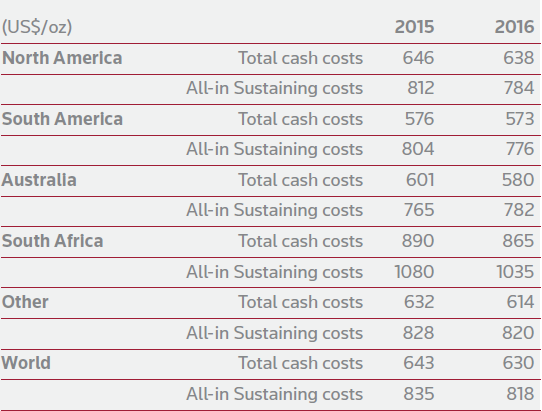 (US$/oz) 2015 2016
North America Total cash costs 646 638
All-in Sustaining costs 812 784
South America Total cash costs 576 573
All-in Sustaining costs 804 776
Australia Total cash costs 601 580
All-in Sustaining costs 765 782
South Africa Total cash costs 890 865
All-in Sustaining costs 1080 1035
Other Total cash costs 632 614
All-in Sustaining costs 828 820
World Total cash costs 643 630
All-in Sustaining costs 835 818